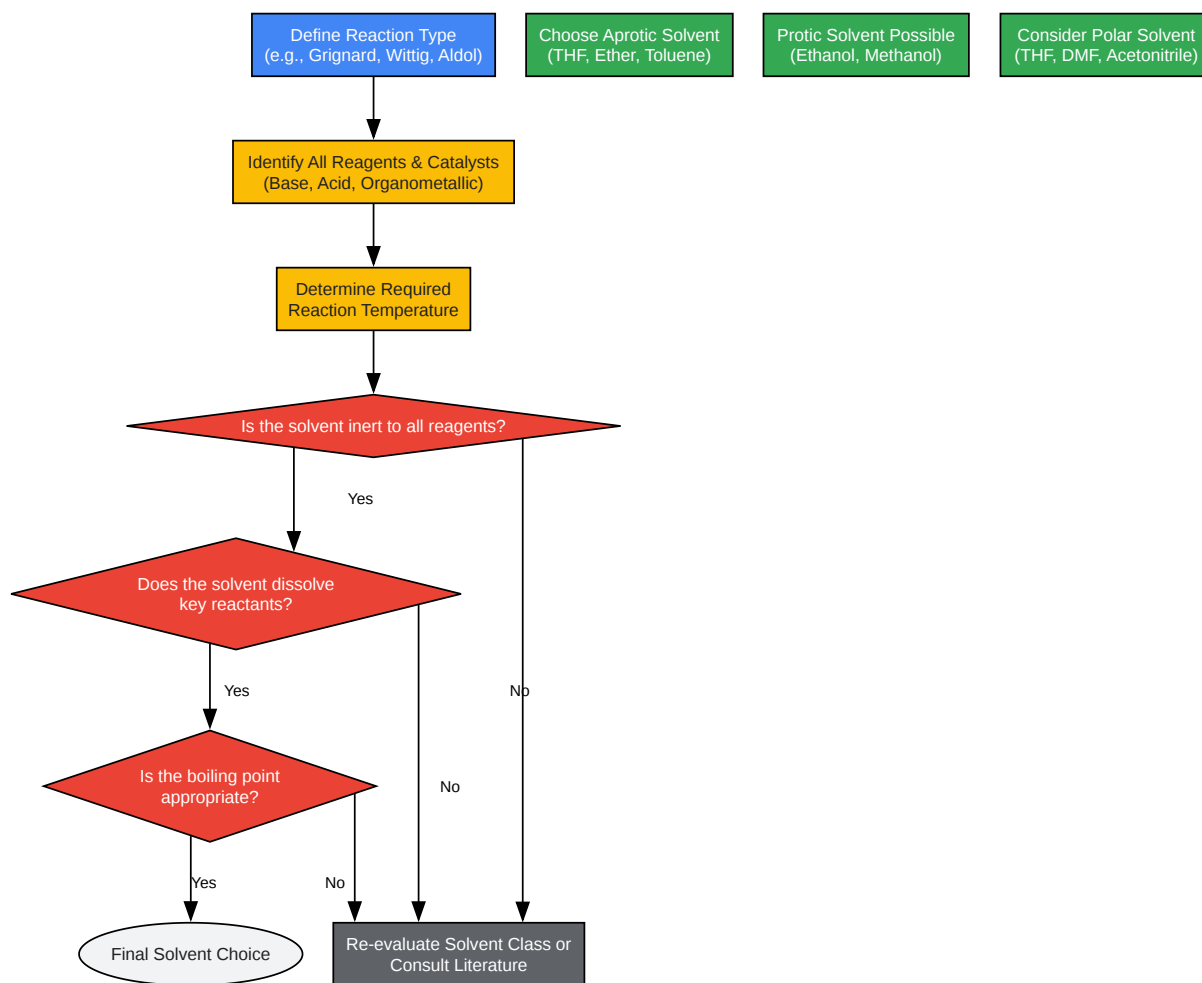 Define Reaction Type
(e.g., Grignard, Wittig, Aldol)
Choose Aprotic Solvent
(THF, Ether, Toluene)
Protic Solvent Possible
(Ethanol, Methanol)
Consider Polar Solvent
(THF, DMF, Acetonitrile)
Identify All Reagents & Catalysts
(Base, Acid, Organometallic)
Determine Required
Reaction Temperature
Is the solvent inert to all reagents?
Yes
Does the solvent dissolve
key reactants?
Yes
No
Is the boiling point
appropriate?
No
Yes
No
Final Solvent Choice
Re-evaluate Solvent Class or
Consult Literature